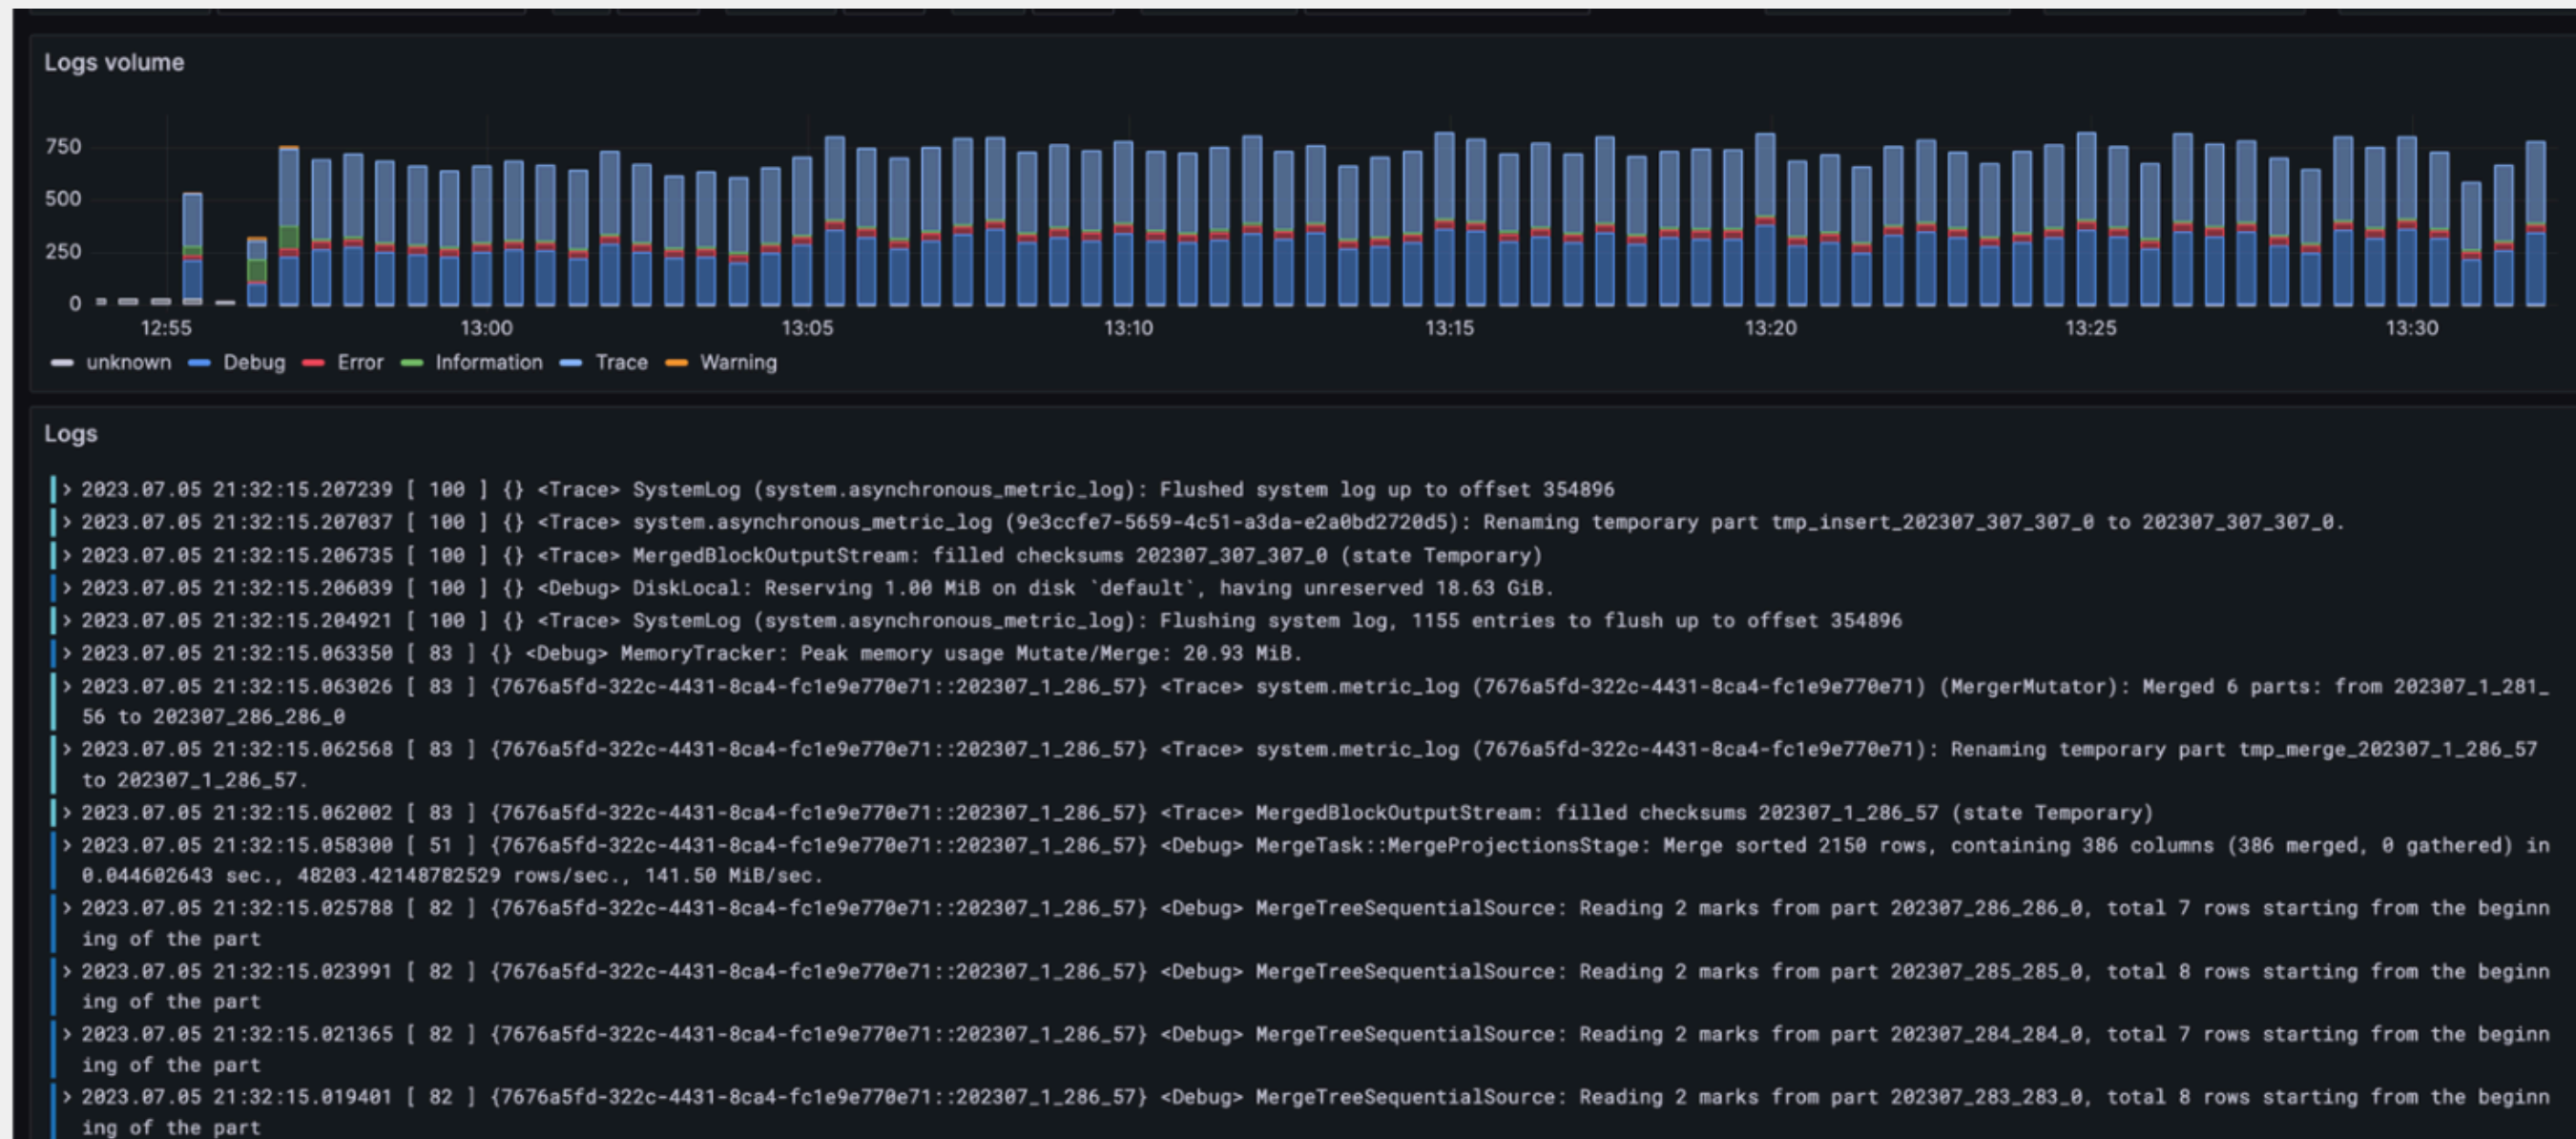 Logs volume
750
500
250
0
12:55 13:00 13:05 13:10 13:15 13:20 13:25 13:30
unknown Debug Error Information Trace Warning
Logs
> 2023.07.05 21:32:15.207239 [ 100 ] {} <Trace> SystemLog (system.asynchronous_metric_log): Flushed system log up to offset 354896
> 2023.07.05 21:32:15.207037 [ 100 ] {} <Trace> system.asynchronous_metric_log (9e3ccfe7-5659-4c51-a3da-e2a0bd2720d5): Renaming temporary part tmp_insert_202307_307_307_0 to 202307_307_307_0.
> 2023.07.05 21:32:15.206735 [ 100 ] {} <Trace> MergedBlockOutputStream: filled checksums 202307_307_307_0 (state Temporary)
> 2023.07.05 21:32:15.206039 [ 100 ] {} <Debug> DiskLocal: Reserving 1.00 MiB on disk `default`, having unreserved 18.63 GiB.
> 2023.07.05 21:32:15.204921 [ 100 ] {} <Trace> SystemLog (system.asynchronous_metric_log): Flushing system log, 1155 entries to flush up to offset 354896
> 2023.07.05 21:32:15.063350 [ 83 ] {} <Debug> MemoryTracker: Peak memory usage Mutate/Merge: 20.93 MiB.
> 2023.07.05 21:32:15.063026 [ 83 ] {7676a5fd-322c-4431-8ca4-fc1e9e770e71::202307_1_286_57} <Trace> system.metric_log (7676a5fd-322c-4431-8ca4-fc1e9e770e71) (MergerMutator): Merged 6 parts: from 202307_1_281_
56 to 202307_286_286_0
> 2023.07.05 21:32:15.062568 [ 83 ] {7676a5fd-322c-4431-8ca4-fc1e9e770e71::202307_1_286_57} <Trace> system.metric_log (7676a5fd-322c-4431-8ca4-fc1e9e770e71): Renaming temporary part tmp_merge_202307_1_286_57
to 202307_1_286_57.
> 2023.07.05 21:32:15.062002 [ 83 ] {7676a5fd-322c-4431-8ca4-fc1e9e770e71::202307_1_286_57} <Trace> MergedBlockOutputStream: filled checksums 202307_1_286_57 (state Temporary)
> 2023.07.05 21:32:15.058300 [ 51 ] {7676a5fd-322c-4431-8ca4-fc1e9e770e71::202307_1_286_57} <Debug> MergeTask::MergeProjectionsStage: Merge sorted 2150 rows, containing 386 columns (386 merged, 0 gathered) in
0.044602643 sec., 48203.42148782529 rows/sec., 141.50 MiB/sec.
> 2023.07.05 21:32:15.025788 [ 82 ] {7676a5fd-322c-4431-8ca4-fc1e9e770e71::202307_1_286_57} <Debug> MergeTreeSequentialSource: Reading 2 marks from part 202307_286_286_0, total 7 rows starting from the beginn
ing of the part
> 2023.07.05 21:32:15.023991 [ 82 ] {7676a5fd-322c-4431-8ca4-fc1e9e770e71::202307_1_286_57} <Debug> MergeTreeSequentialSource: Reading 2 marks from part 202307_285_285_0, total 8 rows starting from the beginn
ing of the part
> 2023.07.05 21:32:15.021365 [ 82 ] {7676a5fd-322c-4431-8ca4-fc1e9e770e71::202307_1_286_57} <Debug> MergeTreeSequentialSource: Reading 2 marks from part 202307_284_284_0, total 7 rows starting from the beginn
ing of the part
> 2023.07.05 21:32:15.019401 [ 82 ] {7676a5fd-322c-4431-8ca4-fc1e9e770e71::202307_1_286_57} <Debug> MergeTreeSequentialSource: Reading 2 marks from part 202307_283_283_0, total 8 rows starting from the beginn
ing of the part